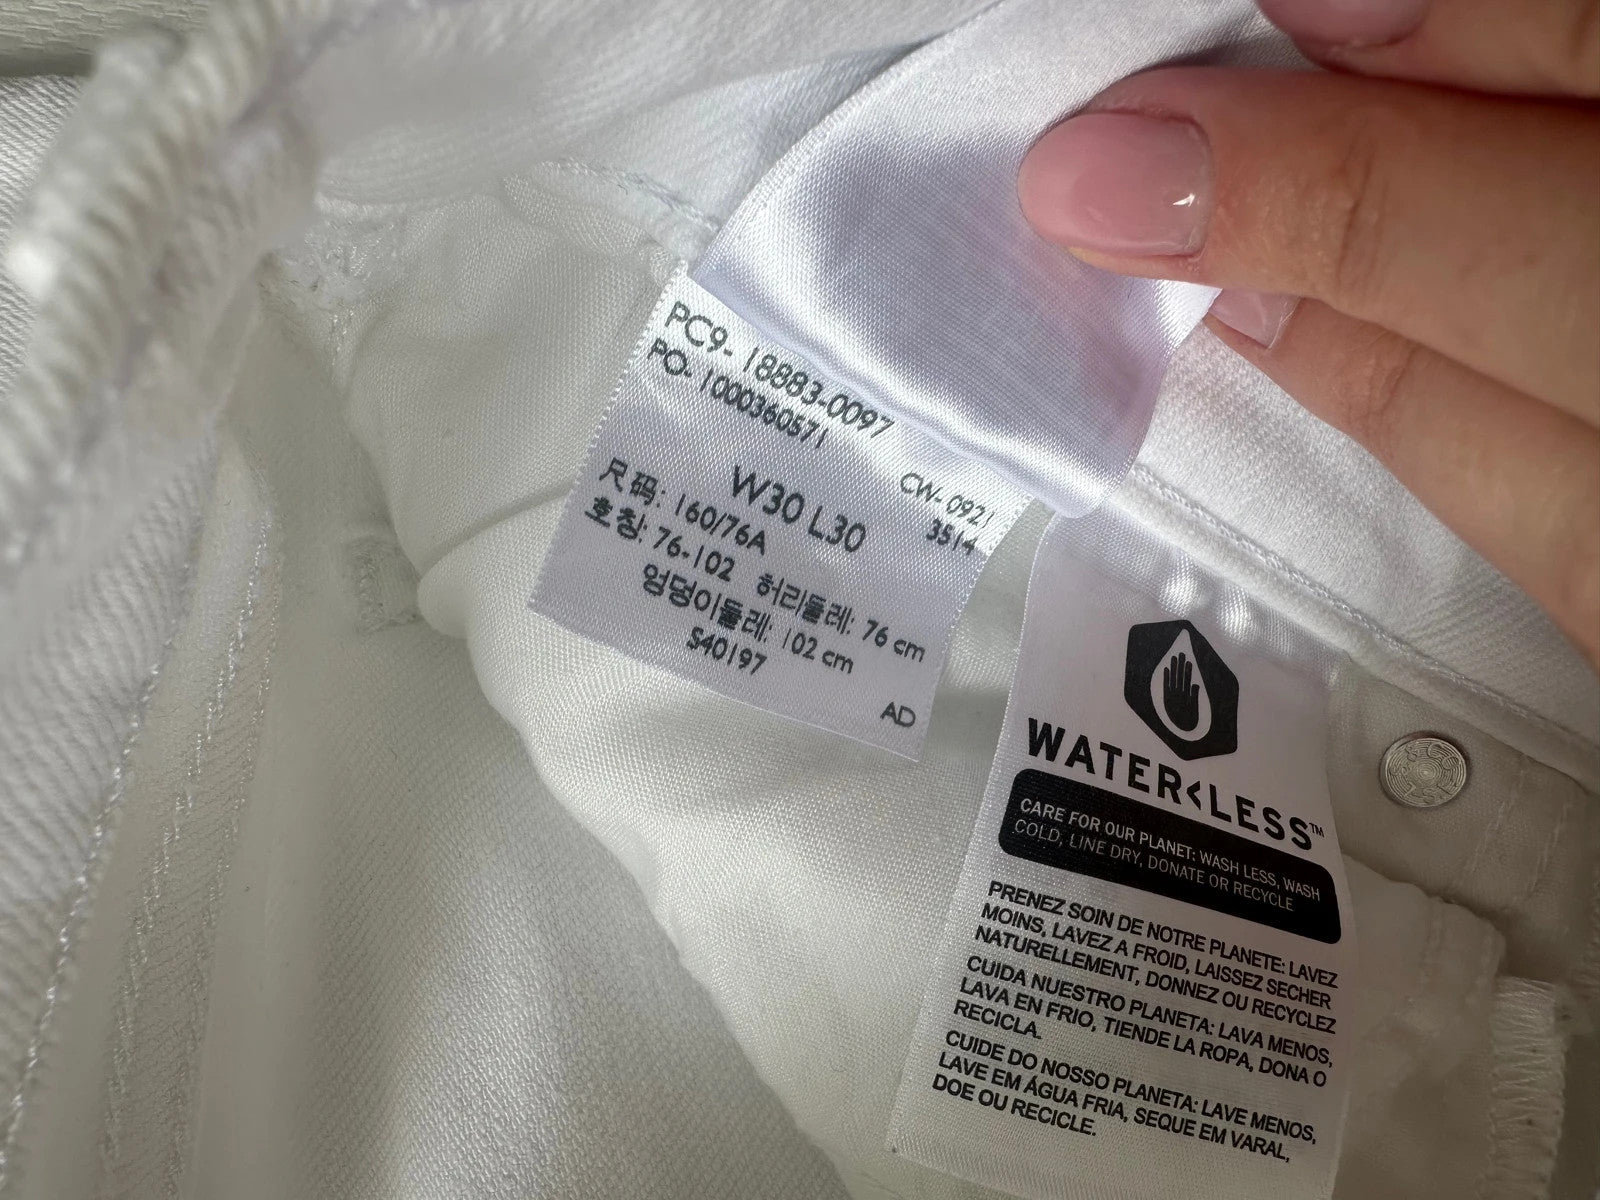 PC9-18883-0097
PO-1000360571
CW-0921
W30 L30
3514
尺码: 160/76A
호칭: 76-102 허리둘레: 76 cm
엉덩이둘레: 102 cm
S40197
AD
WATER<LESS™
CARE FOR OUR PLANET: WASH LESS, WASH
COLD, LINE DRY, DONATE OR RECYCLE
PRENEZ SOIN DE NOTRE PLANETE: LAVEZ
MOINS, LAVEZ A FROID, LAISSEZ SECHER
NATURELLEMENT, DONNEZ OU RECYCLEZ
CUIDA NUESTRO PLANETA: LAVA MENOS,
LAVA EN FRIO, TIENDE LA ROPA, DONA O
RECICLA.
CUIDE DO NOSSO PLANETA: LAVE MENOS,
LAVE EM ÁGUA FRIA, SEQUE EM VARAL,
DOE OU RECICLE.